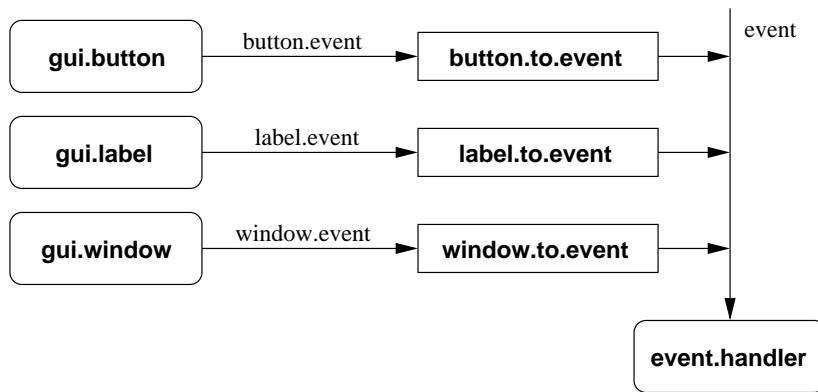 gui.button
button.event
button.to.event
event
gui.label
label.event
label.to.event
gui.window
window.event
window.to.event
event.handler